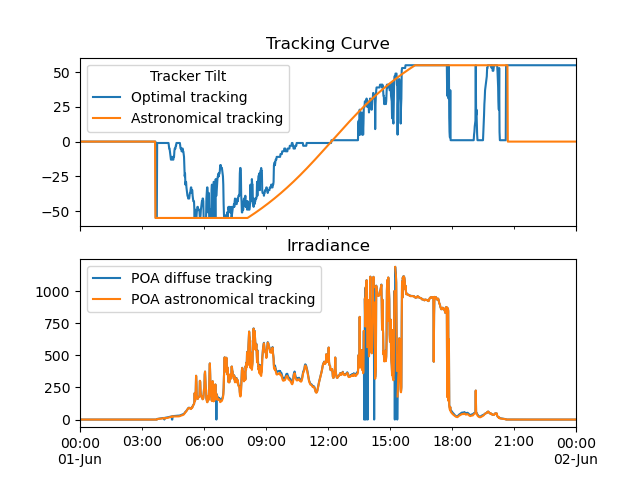 Tracking Curve
50
25
0
−25
−50
Tracker Tilt
Optimal tracking
Astronomical tracking
Irradiance
1000
750
500
250
0
POA diffuse tracking
POA astronomical tracking
00:00 03:00 06:00 09:00 12:00 15:00 18:00 21:00 00:00
01-Jun 02-Jun